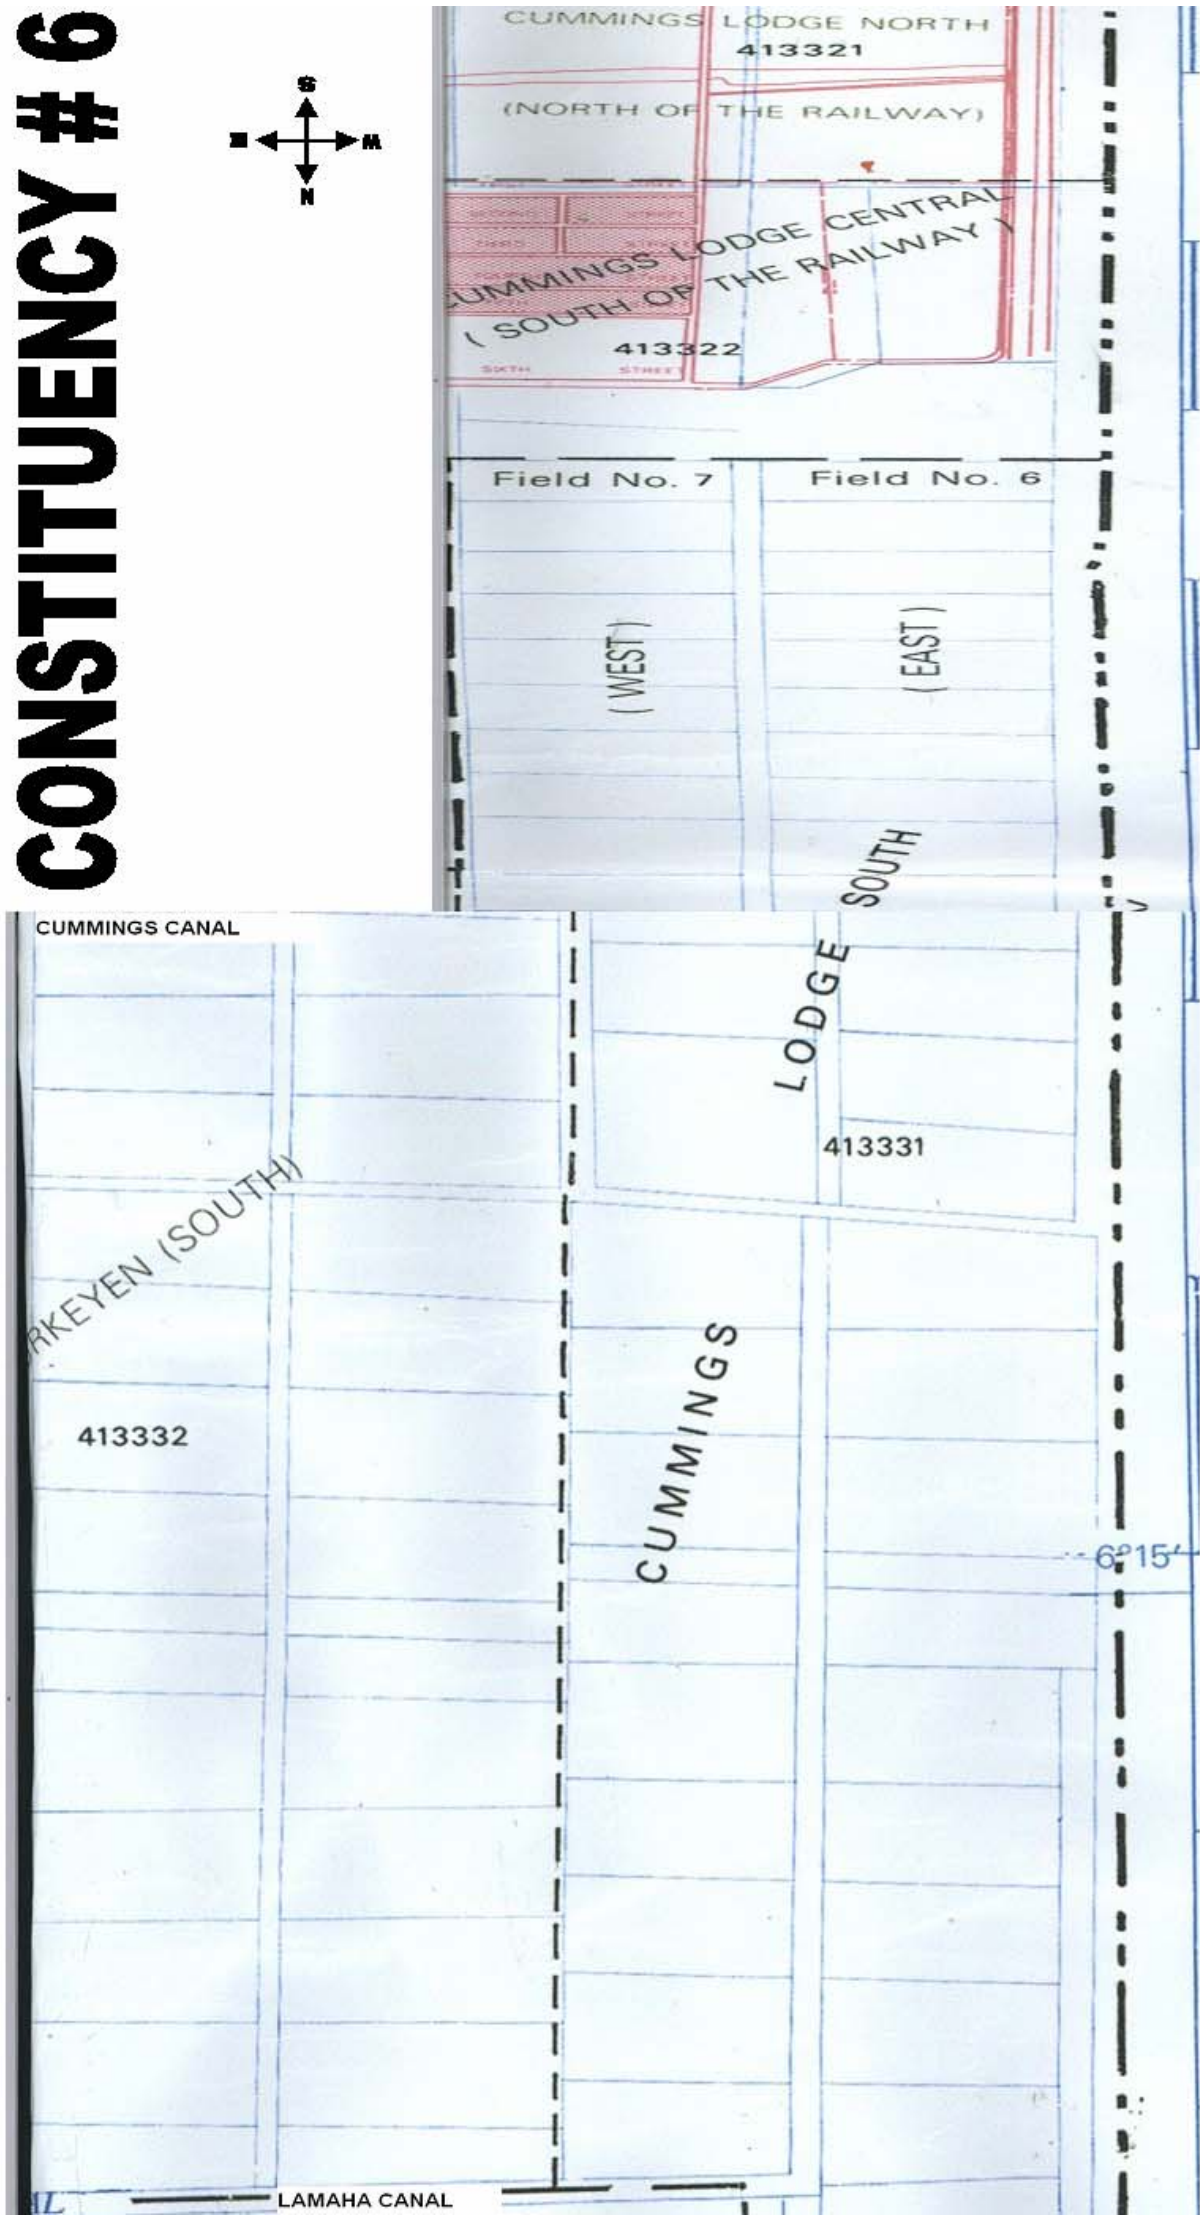 CONSTITUENCY # 6
S
W
N
CUMMINGS LODGE NORTH
413321
(NORTH OF THE RAILWAY)
STREET
CUMMINGS LODGE CENTRAL
( SOUTH OF THE RAILWAY )
413322
SIXTH STREET
Field No. 7 Field No. 6
(WEST) (EAST)
SOUTH
CUMMINGS CANAL
LODGE
413331
RKEYEN (SOUTH)
413332
CUMMINGS
6°15′
LAMAHA CANAL